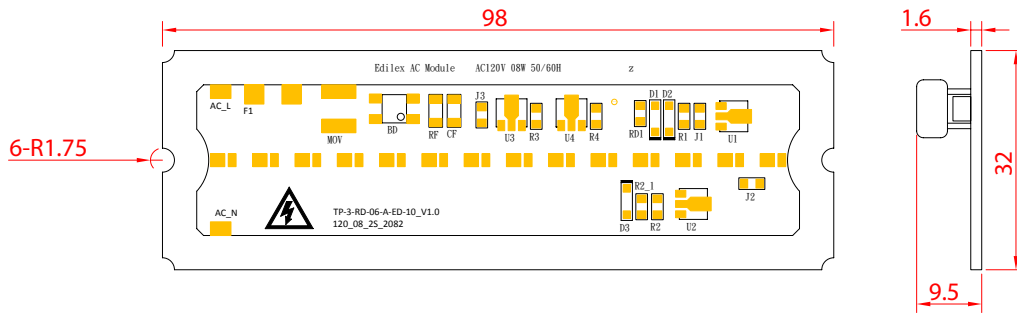 98
1.6
Edilex AC Module AC120V 08W 50/60H z
AC_L F1 MOV BD RF CF J3 U3 R3 U4 R4 RD1 D1 D2 R1 J1 U1
6-R1.75
32
AC_N
TP-3-RD-06-A-ED-10_V1.0
120_08_2S_2082
D3 R2_1 R2 U2 J2
9.5